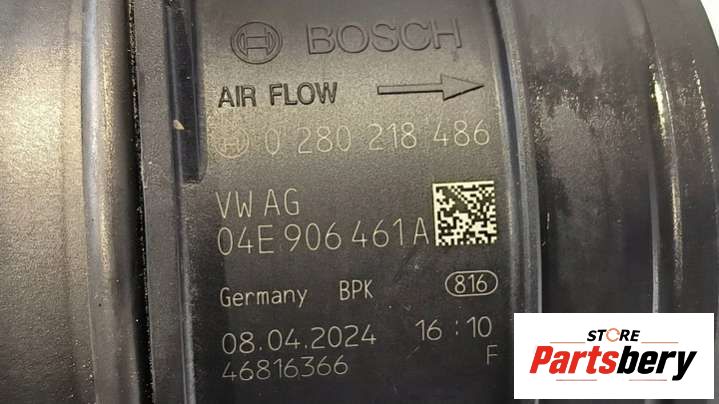 BOSCH
AIR FLOW
0 280 218 486
VW AG
04E 906 461 A
Germany BPK 816
08.04.2024 16:10
46816366 F
STORE
Partsbery